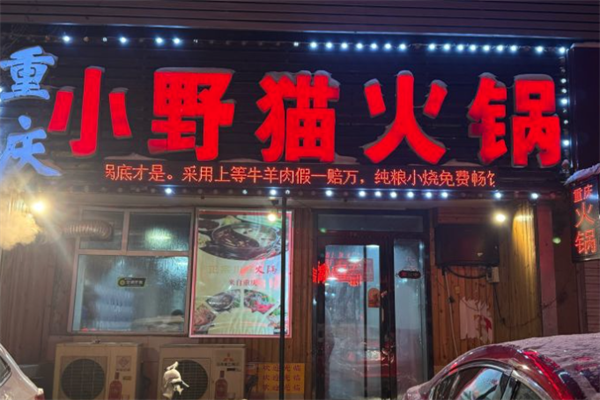 重庆
小野猫火锅
锅底才是。采用上等牛羊肉假一赔万，纯粮小烧免费畅饮
重庆
火锅